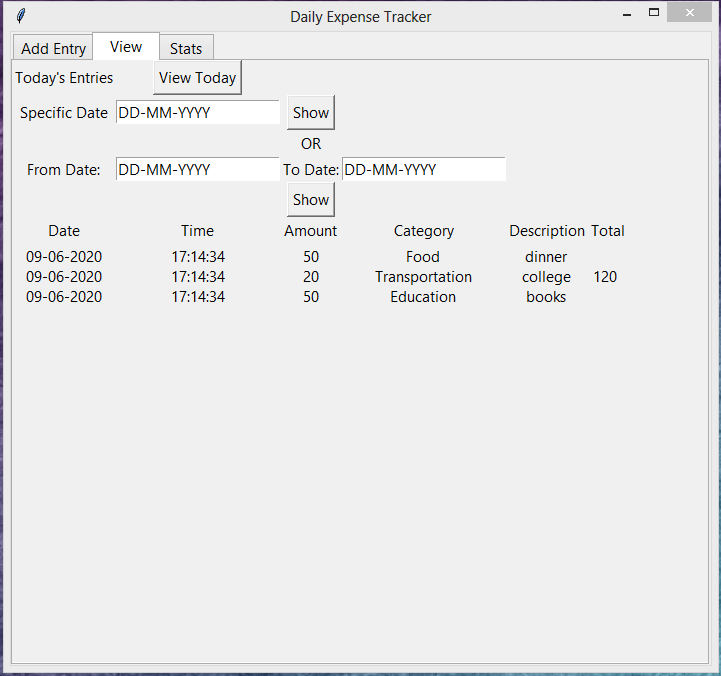 Daily Expense Tracker
Add Entry View Stats
Today's Entries View Today
Specific Date DD-MM-YYYY Show
OR
From Date: DD-MM-YYYY To Date: DD-MM-YYYY
Show
Date Time Amount Category Description Total
09-06-2020 17:14:34 50 Food dinner
09-06-2020 17:14:34 20 Transportation college 120
09-06-2020 17:14:34 50 Education books